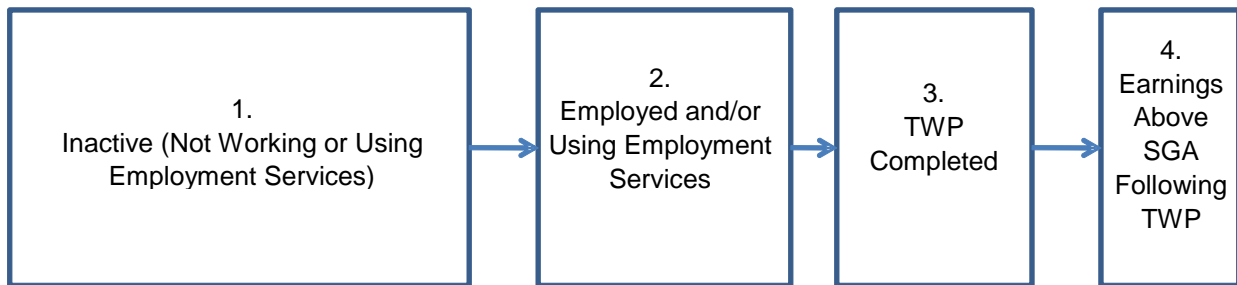 1.
Inactive (Not Working or Using
Employment Services)
2.
Employed and/or
Using Employment
Services
3.
TWP
Completed
4.
Earnings
Above
SGA
Following
TWP